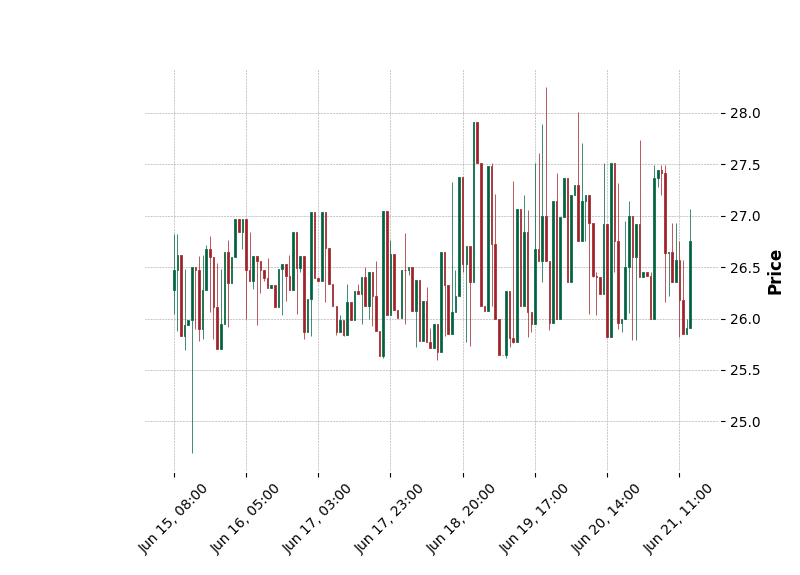 28.0
27.5
27.0
26.5
26.0
25.5
25.0
Price
Jun 15, 08:00
Jun 16, 05:00
Jun 17, 03:00
Jun 17, 23:00
Jun 18, 20:00
Jun 19, 17:00
Jun 20, 14:00
Jun 21, 11:00